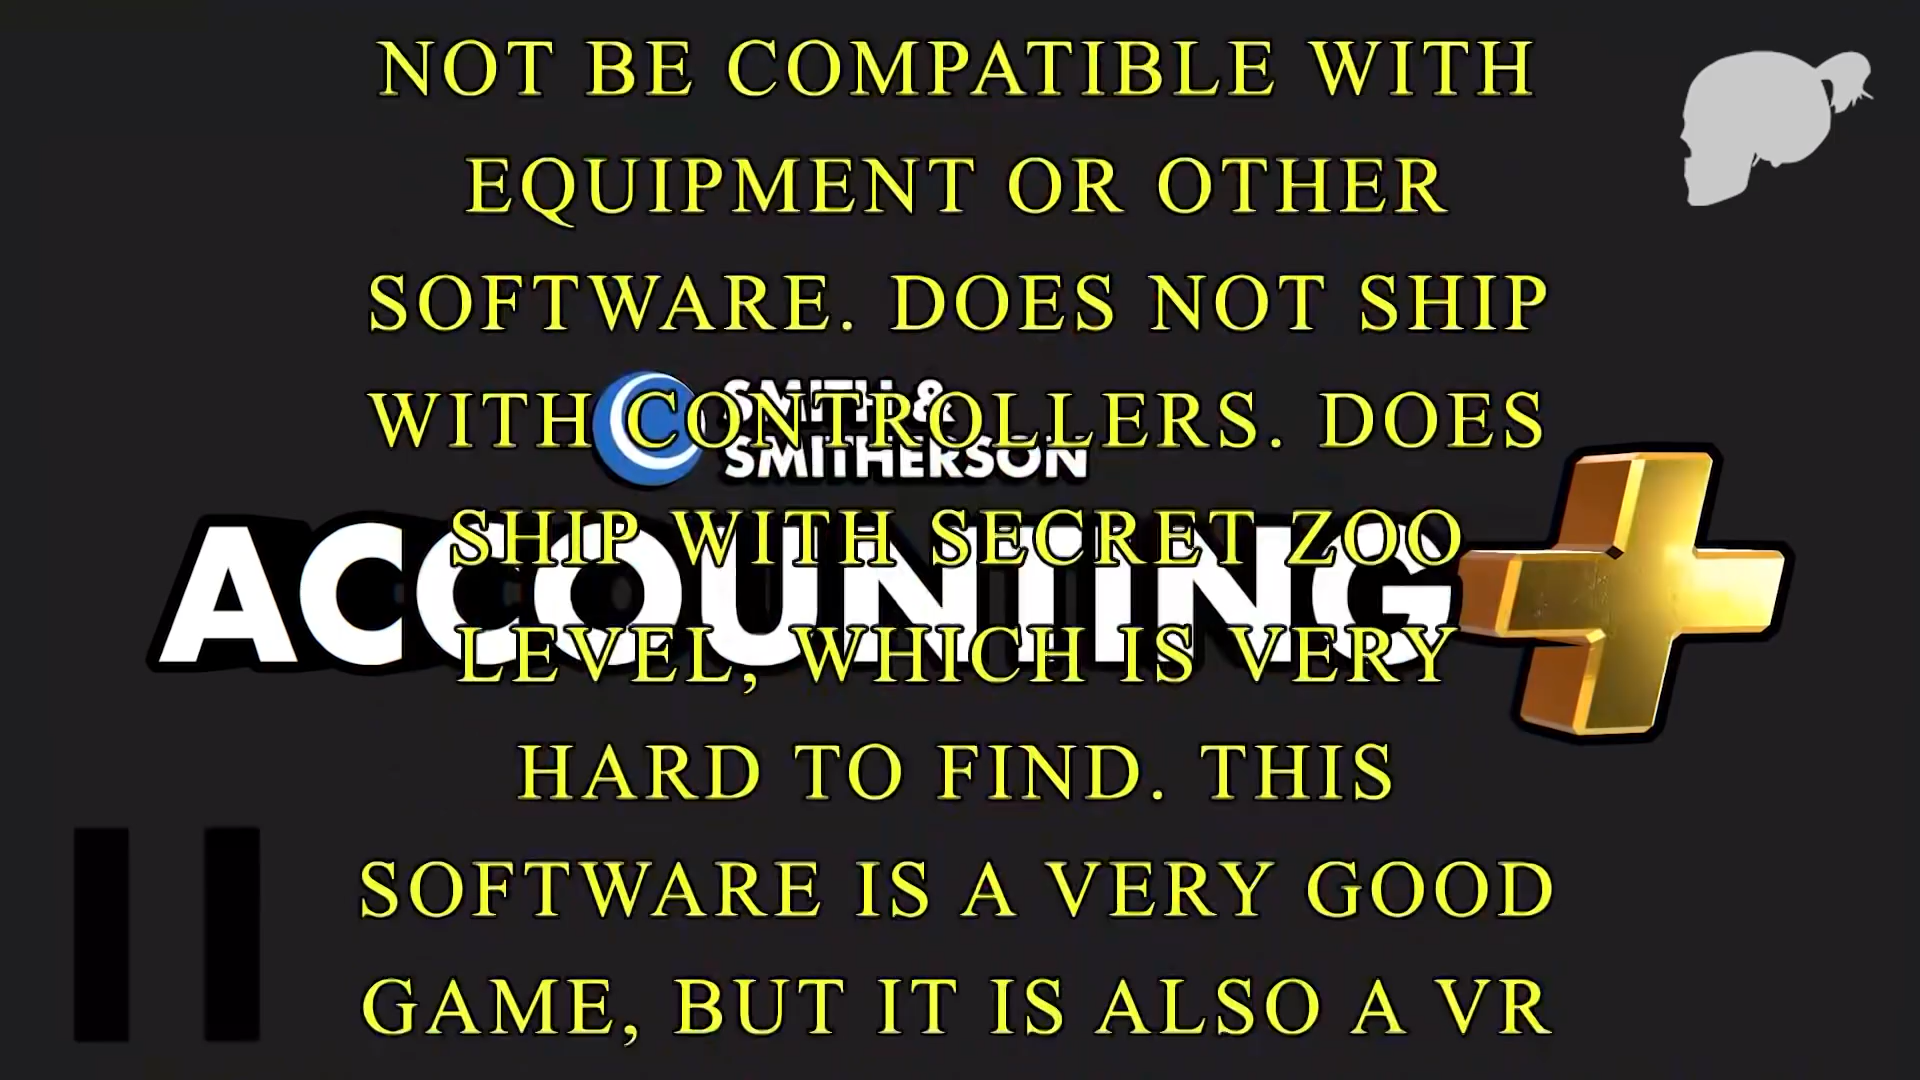 NOT BE COMPATIBLE WITH
EQUIPMENT OR OTHER
SOFTWARE. DOES NOT SHIP
WITH CONTROLLERS. DOES
SMITH &
SMITHERSON
SHIP WITH SECRET ZOO
ACCOUNTING+
LEVEL, WHICH IS VERY
HARD TO FIND. THIS
SOFTWARE IS A VERY GOOD
GAME, BUT IT IS ALSO A VR